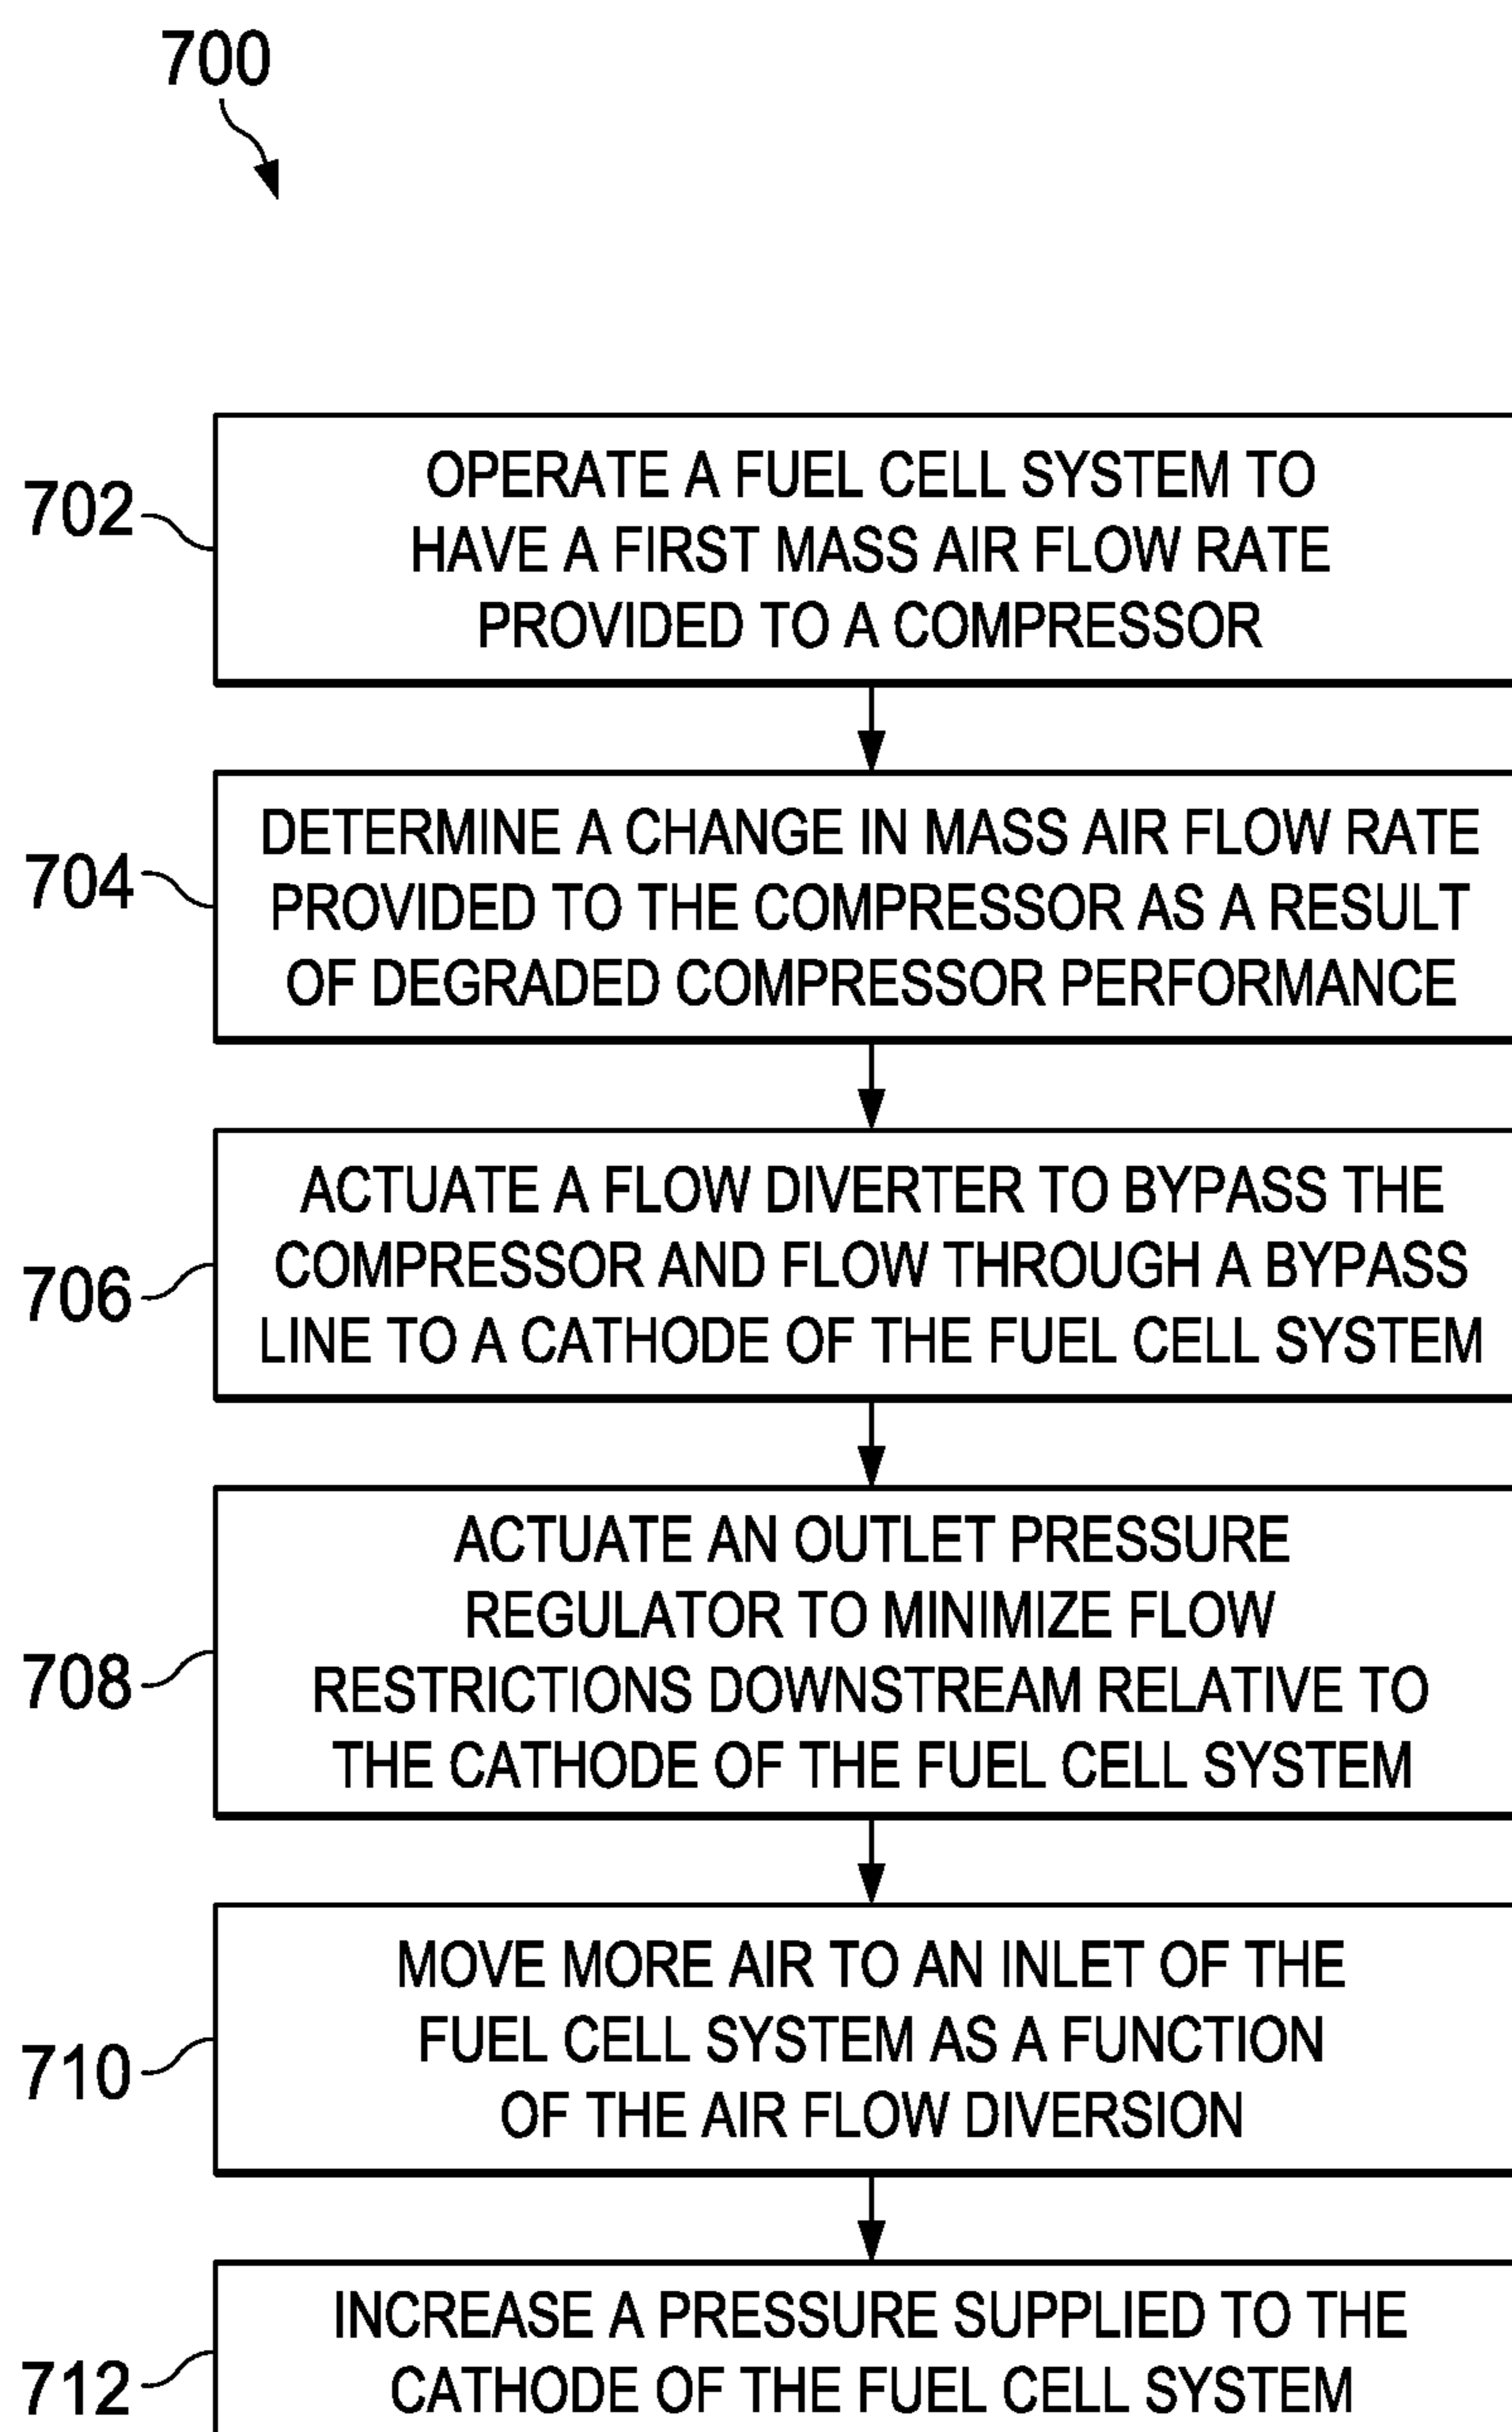 700
702
OPERATE A FUEL CELL SYSTEM TO
HAVE A FIRST MASS AIR FLOW RATE
PROVIDED TO A COMPRESSOR
704
DETERMINE A CHANGE IN MASS AIR FLOW RATE
PROVIDED TO THE COMPRESSOR AS A RESULT
OF DEGRADED COMPRESSOR PERFORMANCE
706
ACTUATE A FLOW DIVERTER TO BYPASS THE
COMPRESSOR AND FLOW THROUGH A BYPASS
LINE TO A CATHODE OF THE FUEL CELL SYSTEM
708
ACTUATE AN OUTLET PRESSURE
REGULATOR TO MINIMIZE FLOW
RESTRICTIONS DOWNSTREAM RELATIVE TO
THE CATHODE OF THE FUEL CELL SYSTEM
710
MOVE MORE AIR TO AN INLET OF THE
FUEL CELL SYSTEM AS A FUNCTION
OF THE AIR FLOW DIVERSION
712
INCREASE A PRESSURE SUPPLIED TO THE
CATHODE OF THE FUEL CELL SYSTEM